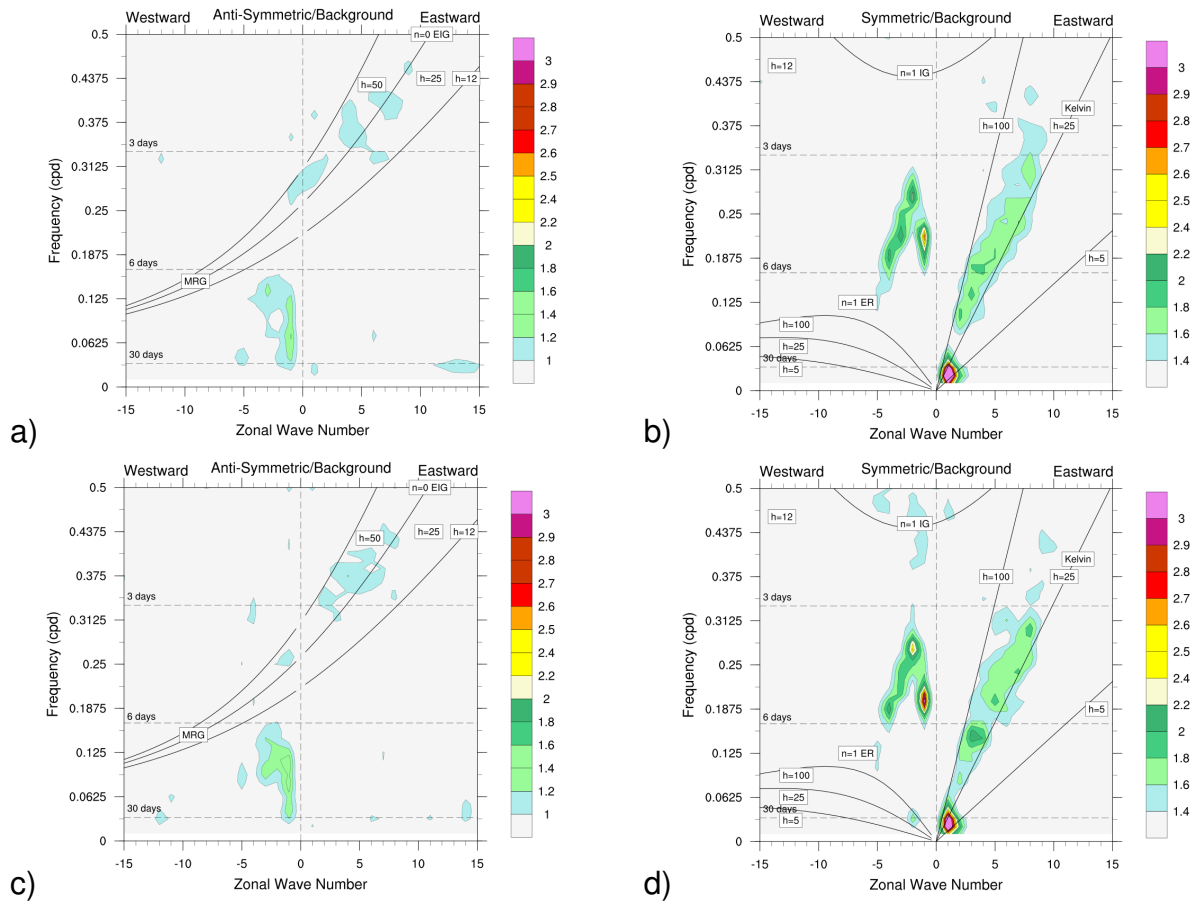 Westward Anti-Symmetric/Background Eastward
0.5
0.4375
0.375
0.3125
0.25
0.1875
0.125
0.0625
0
Frequency (cpd)
n=0 EIG
h=50
h=25
h=12
3 days
6 days
MRG
30 days
-15 -10 -5 0 5 10 15
Zonal Wave Number
3
2.9
2.8
2.7
2.6
2.5
2.4
2.2
2
1.8
1.6
1.4
1.2
1
a)
Westward Symmetric/Background Eastward
0.5
0.4375
0.375
0.3125
0.25
0.1875
0.125
0.0625
0
Frequency (cpd)
h=12
n=1 IG
Kelvin
h=100
h=25
3 days
6 days
h=5
n=1 ER
h=100
h=25
30 days
h=5
-15 -10 -5 0 5 10 15
Zonal Wave Number
3
2.9
2.8
2.7
2.6
2.5
2.4
2.2
2
1.8
1.6
1.4
b)
Westward Anti-Symmetric/Background Eastward
0.5
0.4375
0.375
0.3125
0.25
0.1875
0.125
0.0625
0
Frequency (cpd)
n=0 EIG
h=50
h=25
h=12
3 days
6 days
MRG
30 days
-15 -10 -5 0 5 10 15
Zonal Wave Number
3
2.9
2.8
2.7
2.6
2.5
2.4
2.2
2
1.8
1.6
1.4
1.2
1
c)
Westward Symmetric/Background Eastward
0.5
0.4375
0.375
0.3125
0.25
0.1875
0.125
0.0625
0
Frequency (cpd)
h=12
n=1 IG
Kelvin
h=100
h=25
3 days
6 days
h=5
n=1 ER
h=100
h=25
30 days
h=5
-15 -10 -5 0 5 10 15
Zonal Wave Number
3
2.9
2.8
2.7
2.6
2.5
2.4
2.2
2
1.8
1.6
1.4
d)